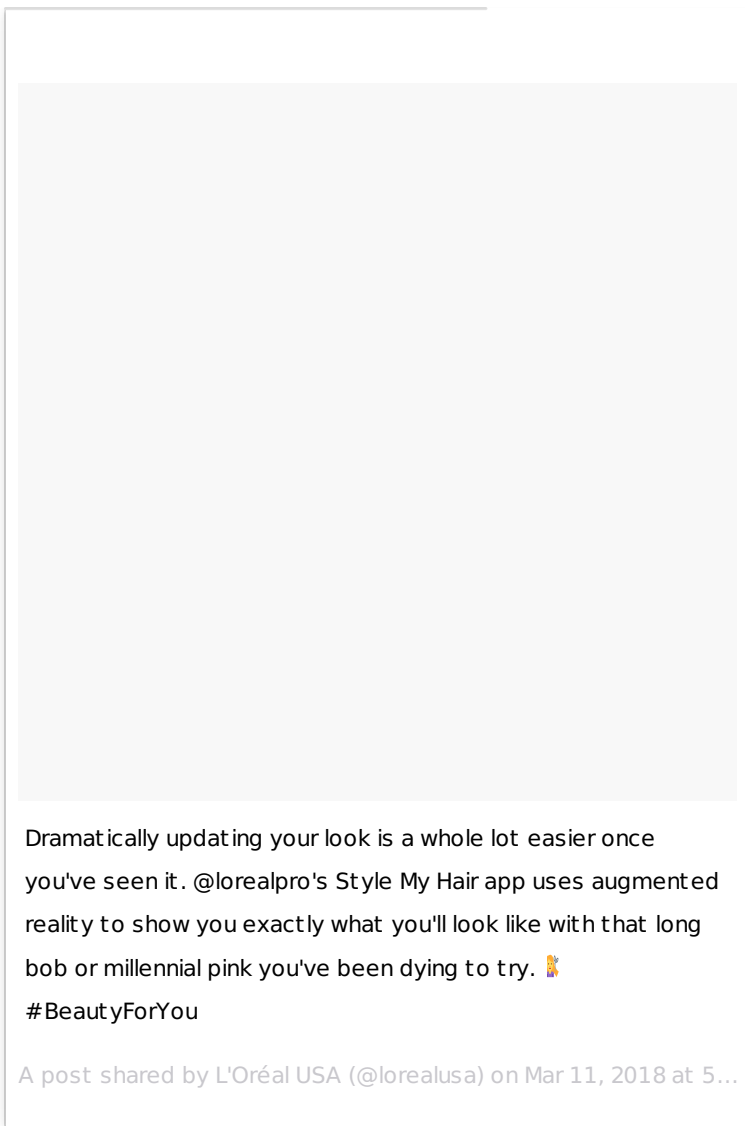 Dramatically updating your look is a whole lot easier once
you've seen it. @lorealpro's Style My Hair app uses augmented
reality to show you exactly what you'll look like with that long
bob or millennial pink you've been dying to try. 💇
#BeautyForYou
A post shared by L'Oréal USA (@lorealusa) on Mar 11, 2018 at 5...